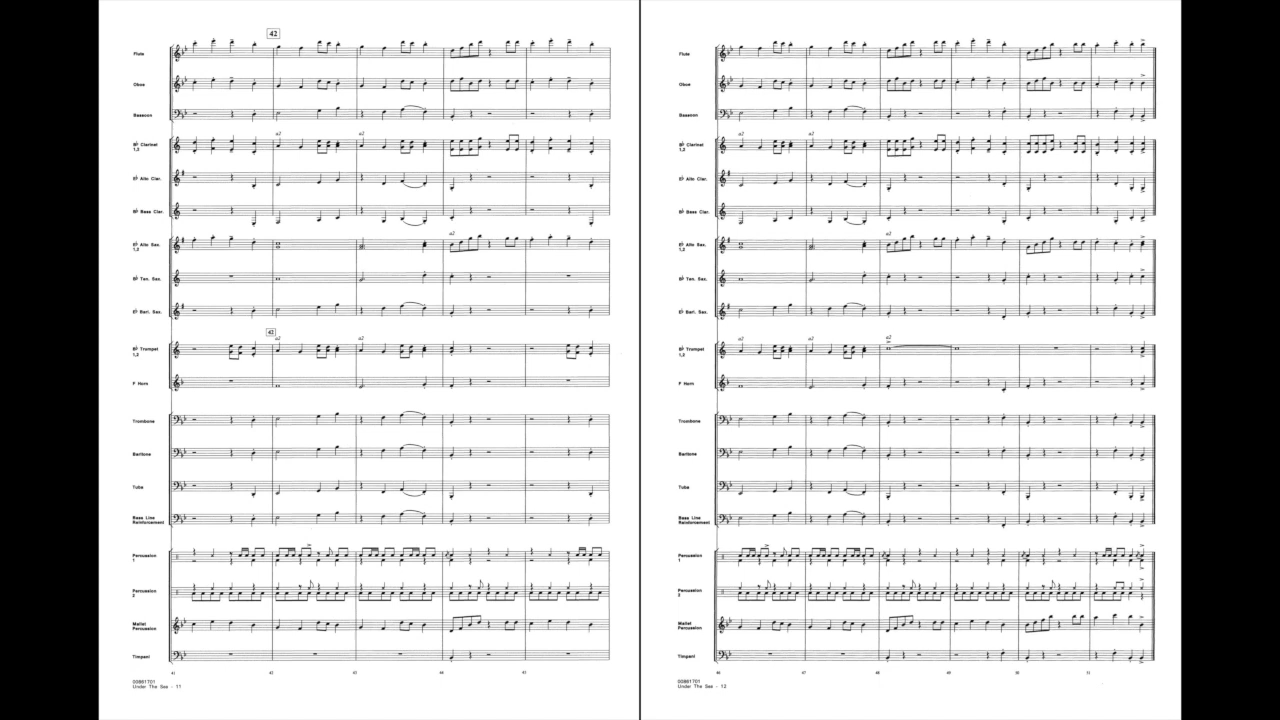 42
Flute
Oboe
Bassoon
B♭ Clarinet
1,2
a2
a2
E♭ Alto Clar.
B♭ Bass Clar.
E♭ Alto Sax.
1,2
a2
B♭ Ten. Sax.
E♭ Bari. Sax.
42
B♭ Trumpet
1,2
a2
a2
F Horn
Trombone
Baritone
Tuba
Bass Line
Reinforcement
Percussion
1
Percussion
2
Mallet
Percussion
Timpani
41 42 43 44 45
00861701
Under The Sea - 11
Flute
Oboe
Bassoon
B♭ Clarinet
1,2
a2
E♭ Alto Clar.
B♭ Bass Clar.
E♭ Alto Sax.
1,2
a2
B♭ Ten. Sax.
E♭ Bari. Sax.
B♭ Trumpet
1,2
a2
a2
F Horn
Trombone
Baritone
Tuba
Bass Line
Reinforcement
Percussion
1
Percussion
2
Mallet
Percussion
Timpani
46 47 48 49 50 51
00861701
Under The Sea - 12